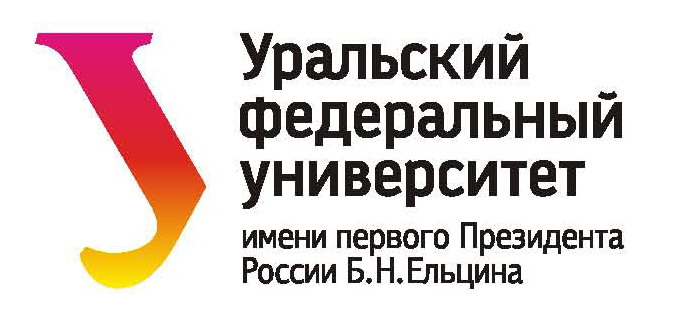 Уральский
федеральный
университет
имени первого Президента
России Б.Н.Ельцина